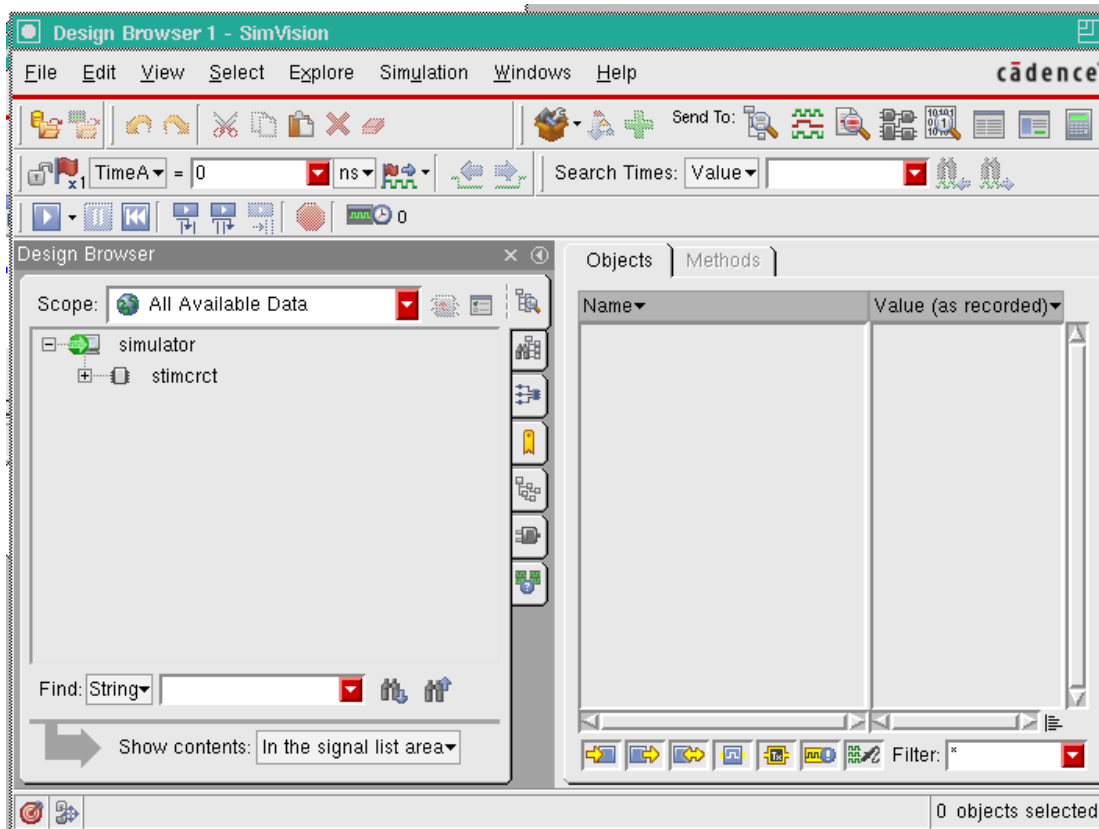 Design Browser 1 - SimVision
File Edit View Select Explore Simulation Windows Help cādence
Send To:
x1 TimeA = 0 ns Search Times: Value
0
Design Browser
Objects Methods
Scope: All Available Data
Name Value (as recorded)
simulator
stimcrct
Find: String
Show contents: In the signal list area
Filter: *
0 objects selected